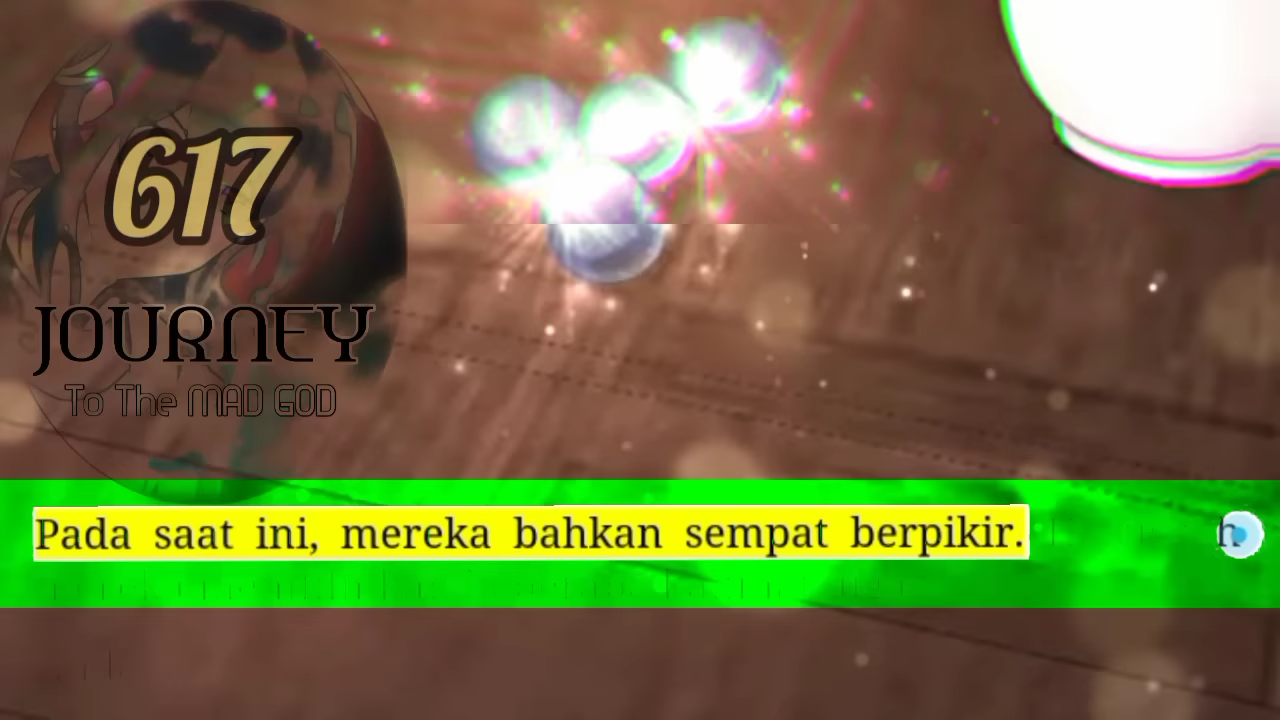 617
JOURNEY
To The MAD GOD
Pada saat ini, mereka bahkan sempat berpikir.
h